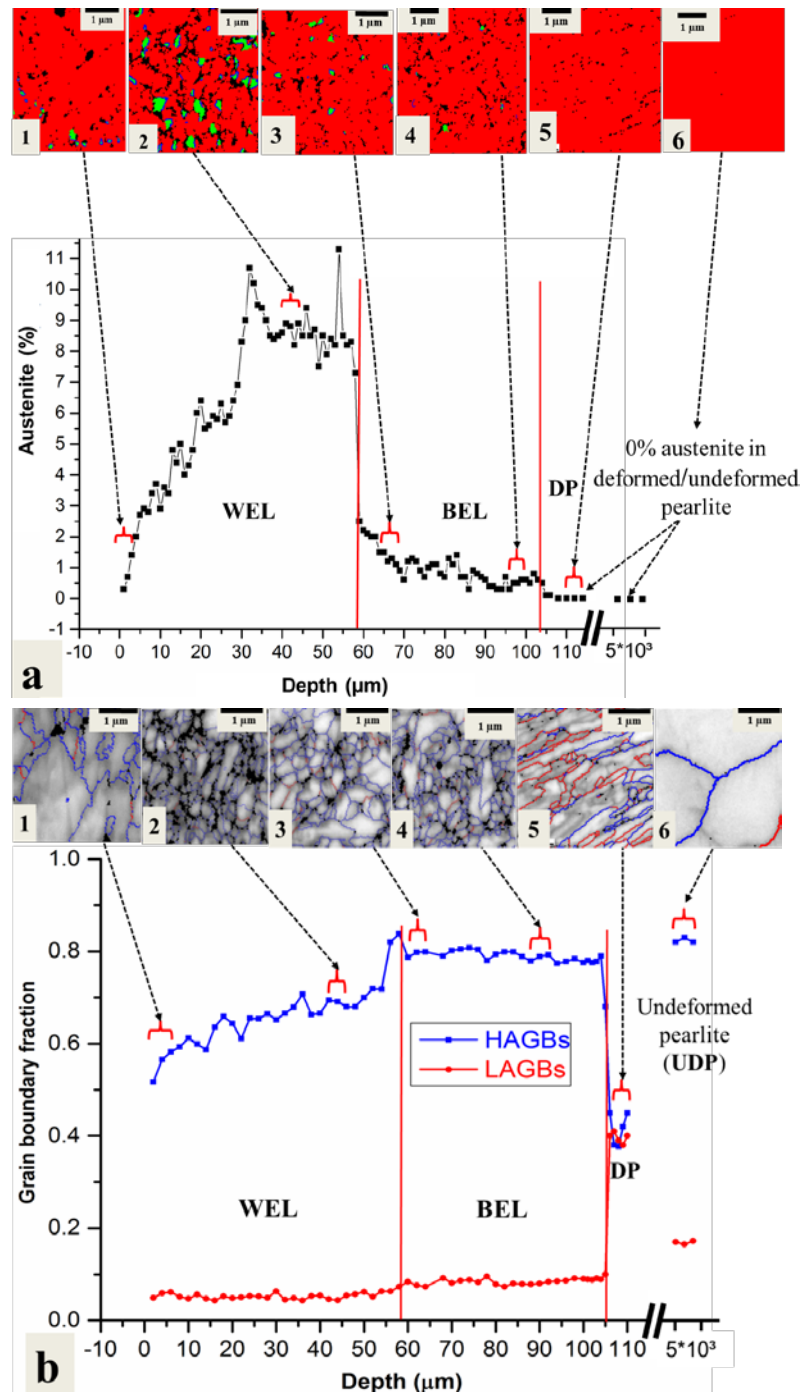 1 µm 1 µm 1 µm 1 µm 1 µm 1 µm
1 2 3 4 5 6
11
10
9
8
7
6
5
4
3
2
1
0
-1
Austenite (%)
WEL BEL DP
0% austenite in
deformed/undeformed
pearlite
-10 0 10 20 30 40 50 60 70 80 90 100 110 5*10³
Depth (µm)
a
1 µm 1 µm 1 µm 1 µm 1 µm 1 µm
1 2 3 4 5 6
1.0
0.8
0.6
0.4
0.2
0.0
Grain boundary fraction
HAGBs
LAGBs
WEL BEL DP
Undeformed
pearlite
(UDP)
-10 0 10 20 30 40 50 60 70 80 90 100 110 5*10³
Depth (µm)
b